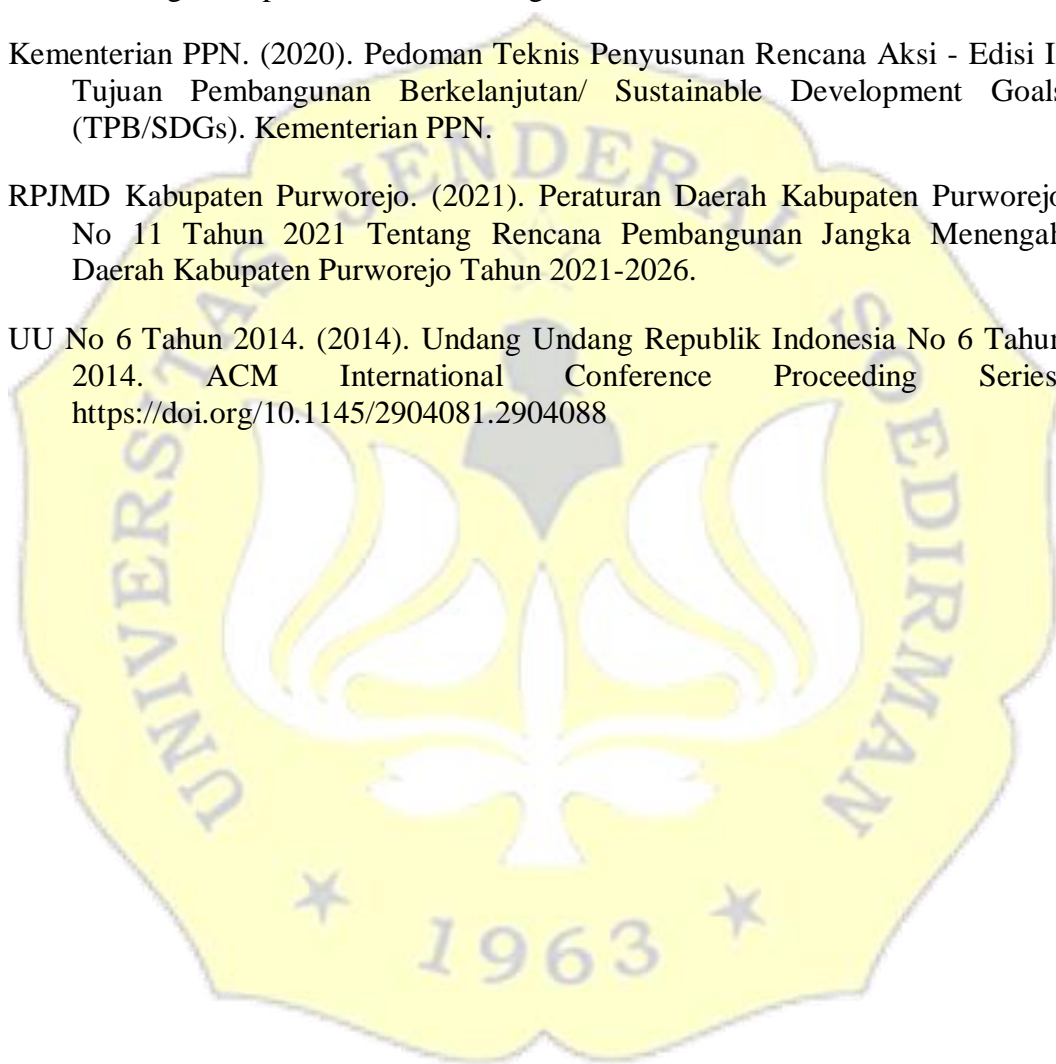 Kementerian PPN. (2020). Pedoman Teknis Penyusunan Rencana Aksi - Edisi I
Tujuan Pembangunan Berkelanjutan/ Sustainable Development Goals
(TPB/SDGs). Kementerian PPN.
RPJMD Kabupaten Purworejo. (2021). Peraturan Daerah Kabupaten Purworejo
No 11 Tahun 2021 Tentang Rencana Pembangunan Jangka Menengah
Daerah Kabupaten Purworejo Tahun 2021-2026.
UU No 6 Tahun 2014. (2014). Undang Undang Republik Indonesia No 6 Tahun
2014. ACM International Conference Proceeding Series.
https://doi.org/10.1145/2904081.2904088
UNIVERSITAS JENDERAL SOEDIRMAN
1963